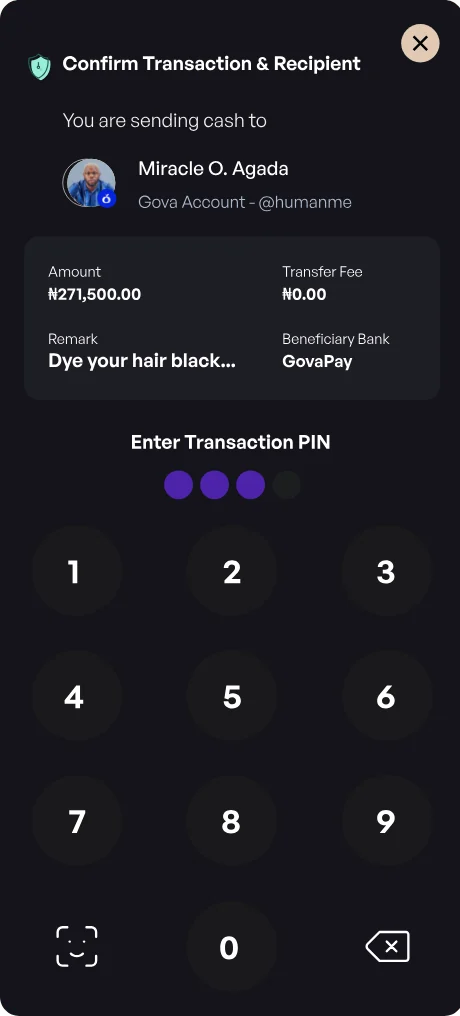 Confirm Transaction & Recipient
You are sending cash to
Miracle O. Agada
Gova Account - @humanme
Amount
Transfer Fee
₦271,500.00
₦0.00
Remark
Beneficiary Bank
Dye your hair black...
GovaPay
Enter Transaction PIN
1 2 3
4 5 6
7 8 9
0